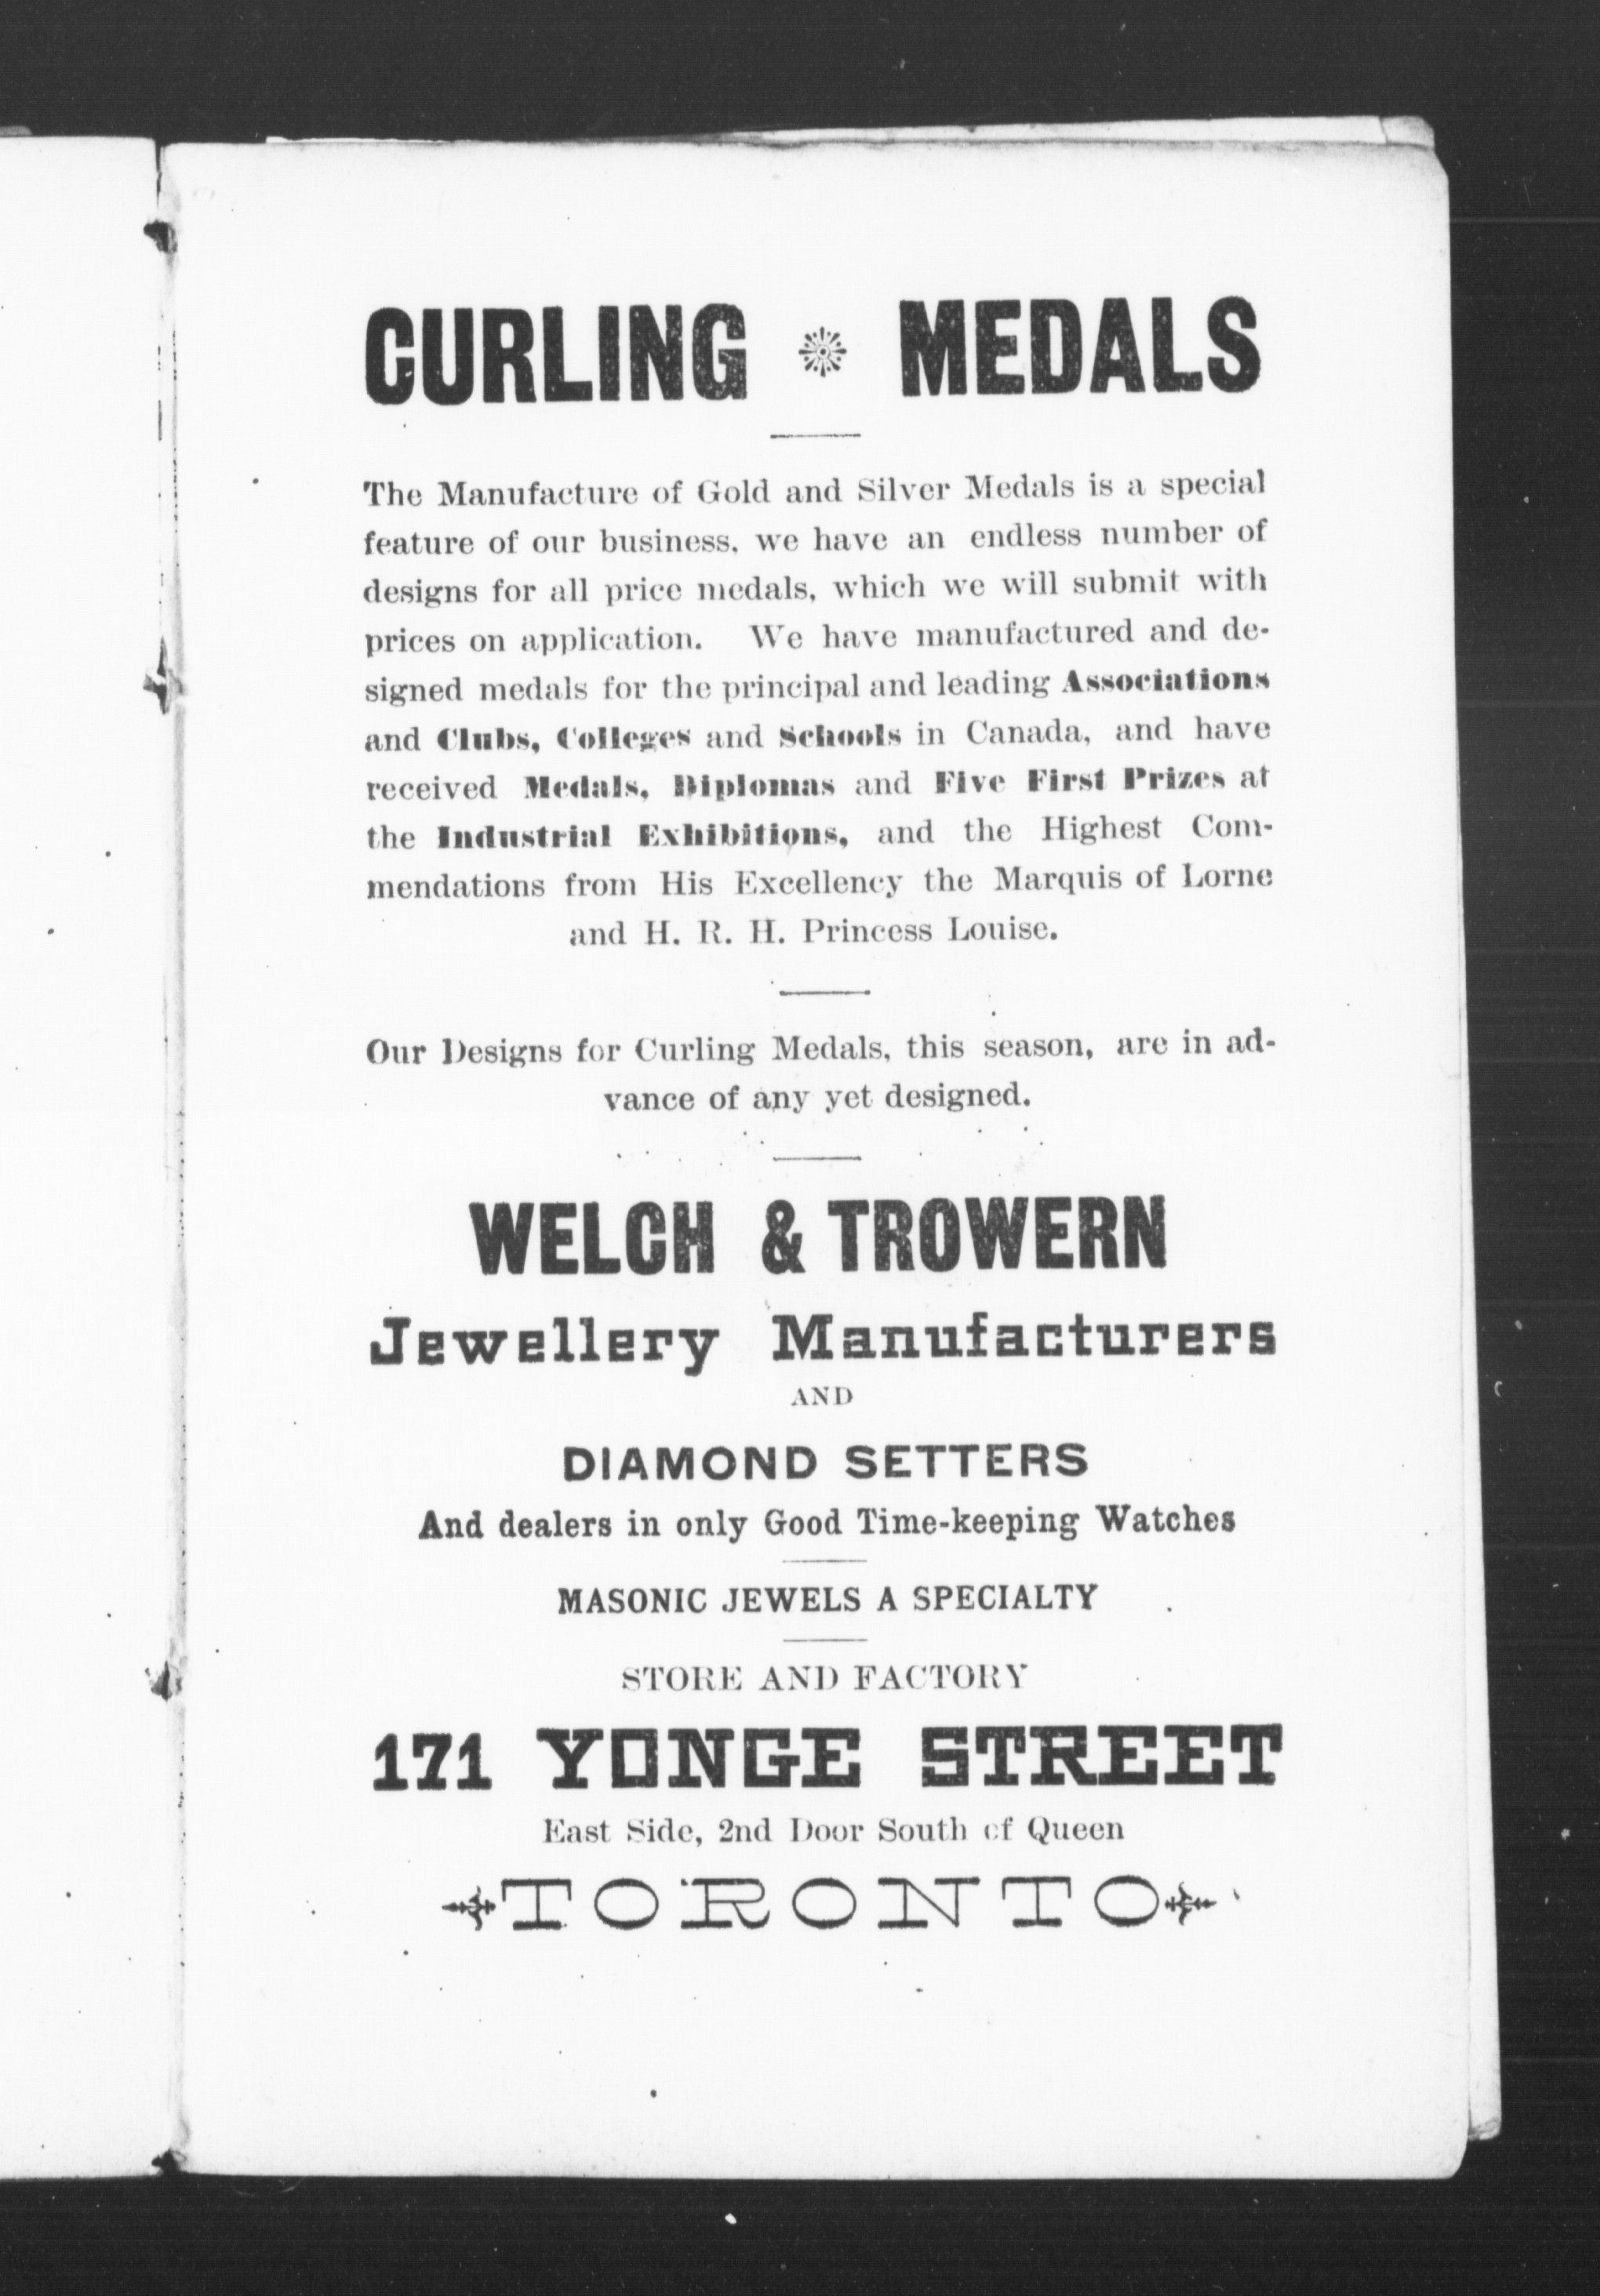 CURLING MEDALS
The Manufacture of Gold and Silver Medals is a special
feature of our business, we have an endless number of
designs for all price medals, which we will submit with
prices on application. We have manufactured and de-
signed medals for the principal and leading Associations
and Clubs, Colleges and Schools in Canada, and have
received Medals, Diplomas and Five First Prizes at
the Industrial Exhibitions, and the Highest Com-
mendations from His Excellency the Marquis of Lorne
and H. R. H. Princess Louise.
Our Designs for Curling Medals, this season, are in ad-
vance of any yet designed.
WELCH & TROWERN
Jewellery Manufacturers
AND
DIAMOND SETTERS
And dealers in only Good Time-keeping Watches
MASONIC JEWELS A SPECIALTY
STORE AND FACTORY
171 YONGE STREET
East Side, 2nd Door South of Queen
TORONTO